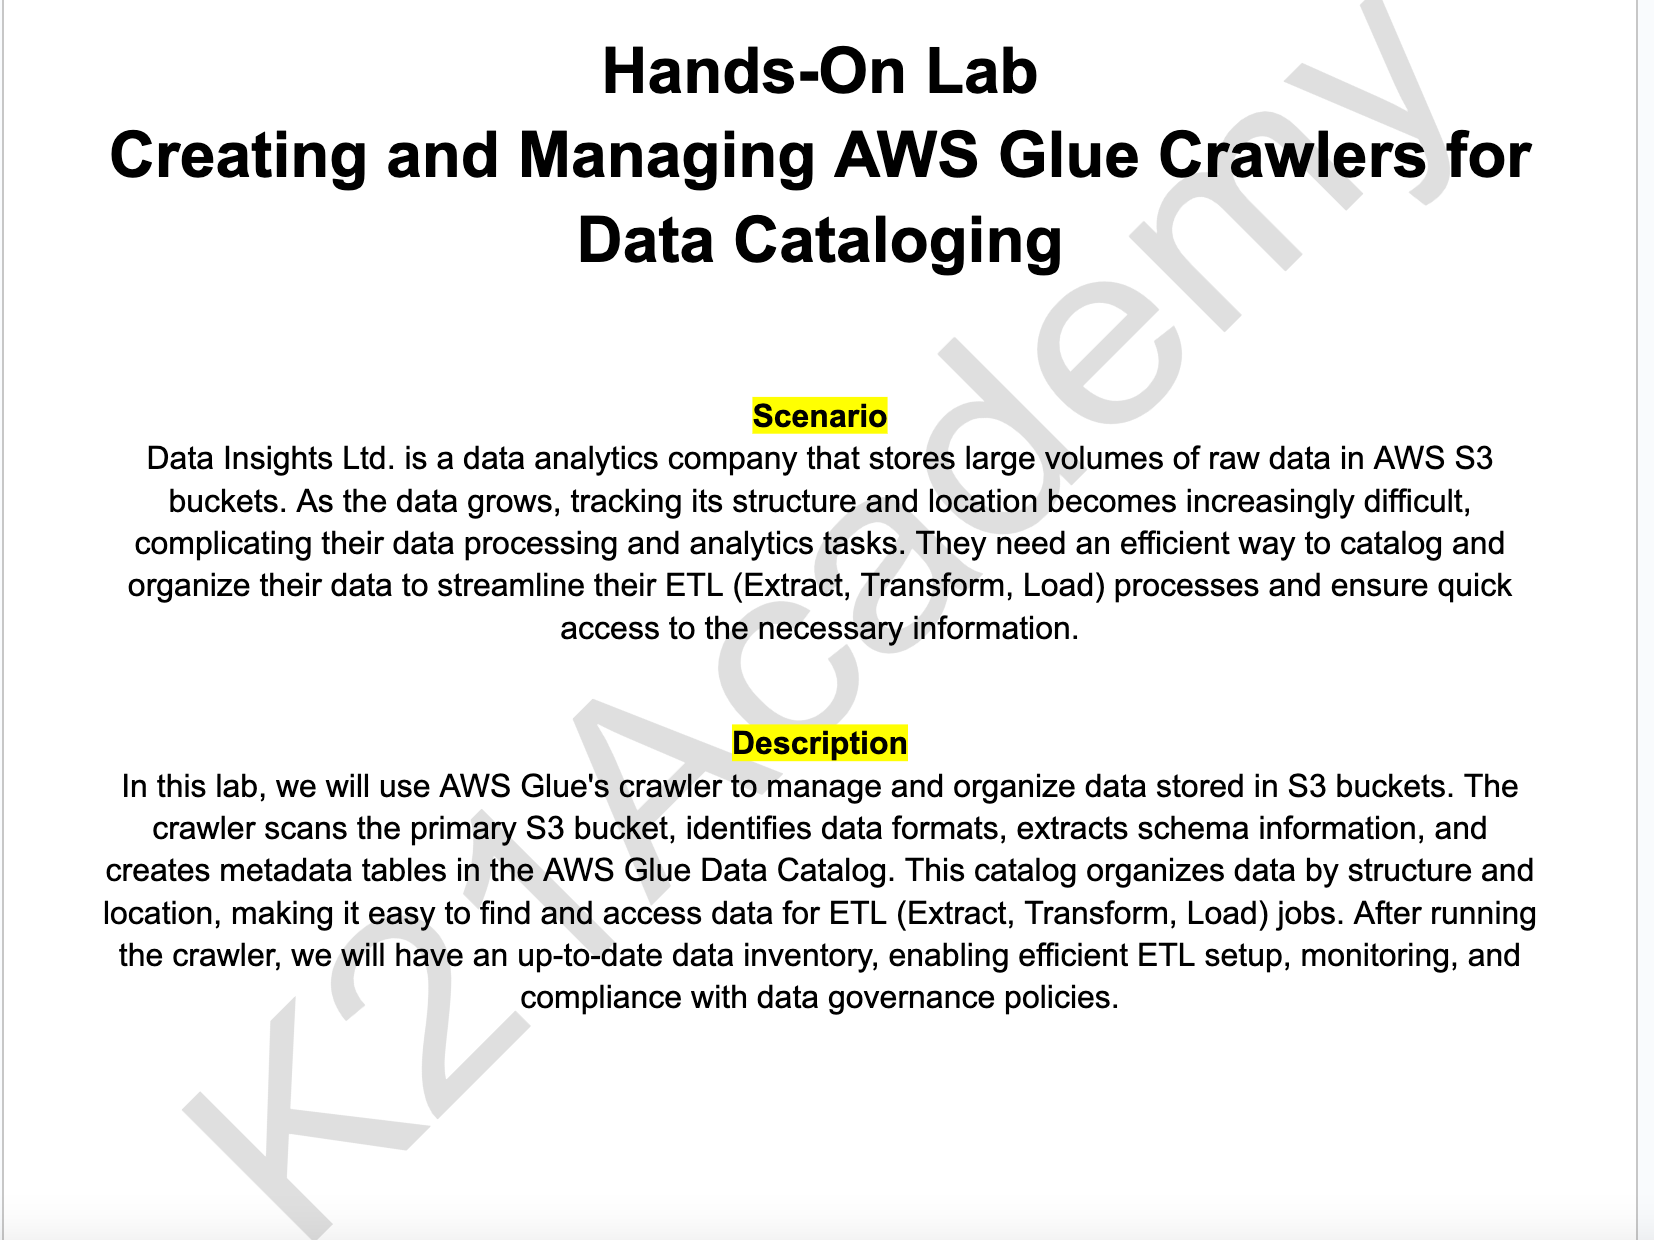 Hands-On Lab
Creating and Managing AWS Glue Crawlers for
Data Cataloging
Scenario
Data Insights Ltd. is a data analytics company that stores large volumes of raw data in AWS S3
buckets. As the data grows, tracking its structure and location becomes increasingly difficult,
complicating their data processing and analytics tasks. They need an efficient way to catalog and
organize their data to streamline their ETL (Extract, Transform, Load) processes and ensure quick
access to the necessary information.
Description
In this lab, we will use AWS Glue's crawler to manage and organize data stored in S3 buckets. The
crawler scans the primary S3 bucket, identifies data formats, extracts schema information, and
creates metadata tables in the AWS Glue Data Catalog. This catalog organizes data by structure and
location, making it easy to find and access data for ETL (Extract, Transform, Load) jobs. After running
the crawler, we will have an up-to-date data inventory, enabling efficient ETL setup, monitoring, and
compliance with data governance policies.
K21Academy